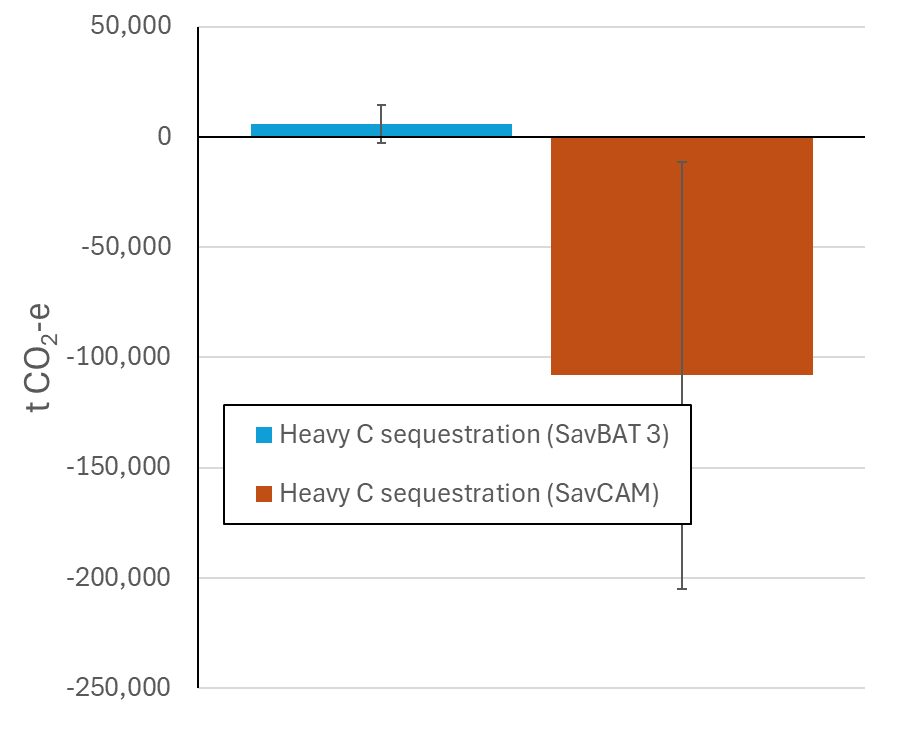 50,000
0
-50,000
-100,000
-150,000
-200,000
-250,000
t CO₂-e
Heavy C sequestration (SavBAT 3)
Heavy C sequestration (SavCAM)